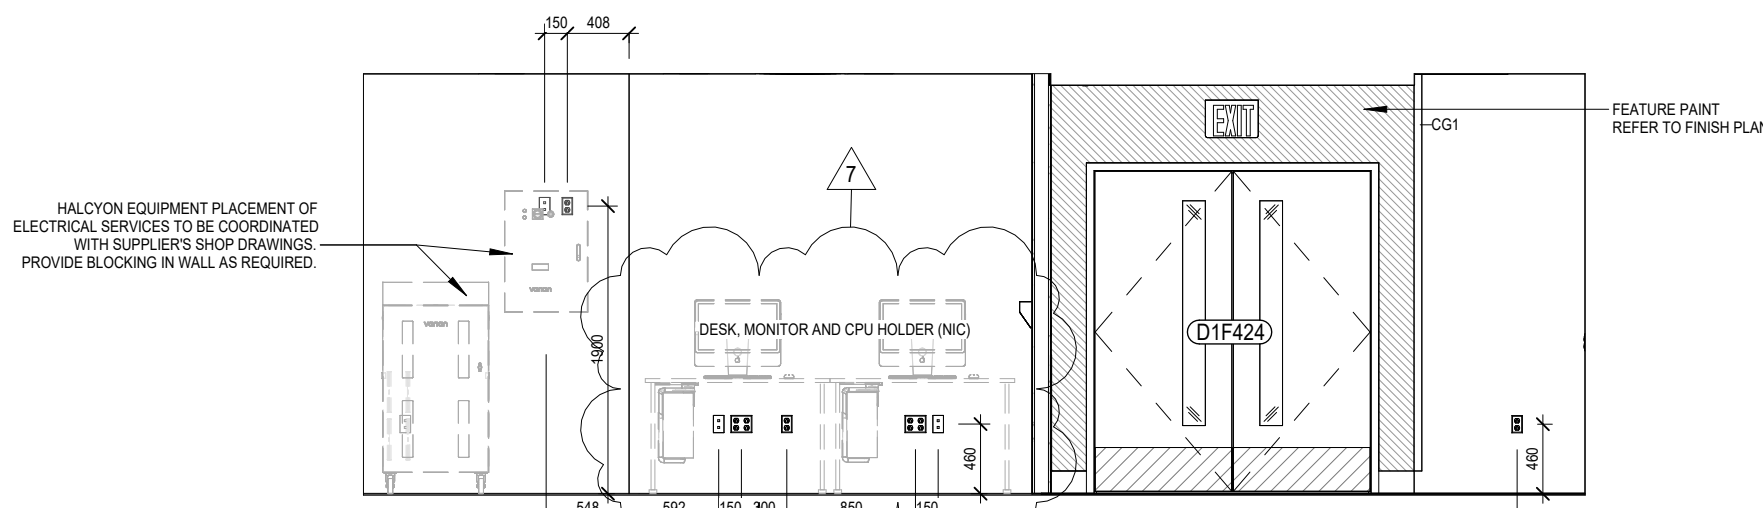 150 408
FEATURE PAINT
REFER TO FINISH PLAN
EXIT
CG1
7
HALCYON EQUIPMENT PLACEMENT OF
ELECTRICAL SERVICES TO BE COORDINATED
WITH SUPPLIER'S SHOP DRAWINGS.
PROVIDE BLOCKING IN WALL AS REQUIRED.
varian
varian
DESK, MONITOR AND CPU HOLDER (NIC)
D1F424
1900
460
460
548 592 150 300 850 150